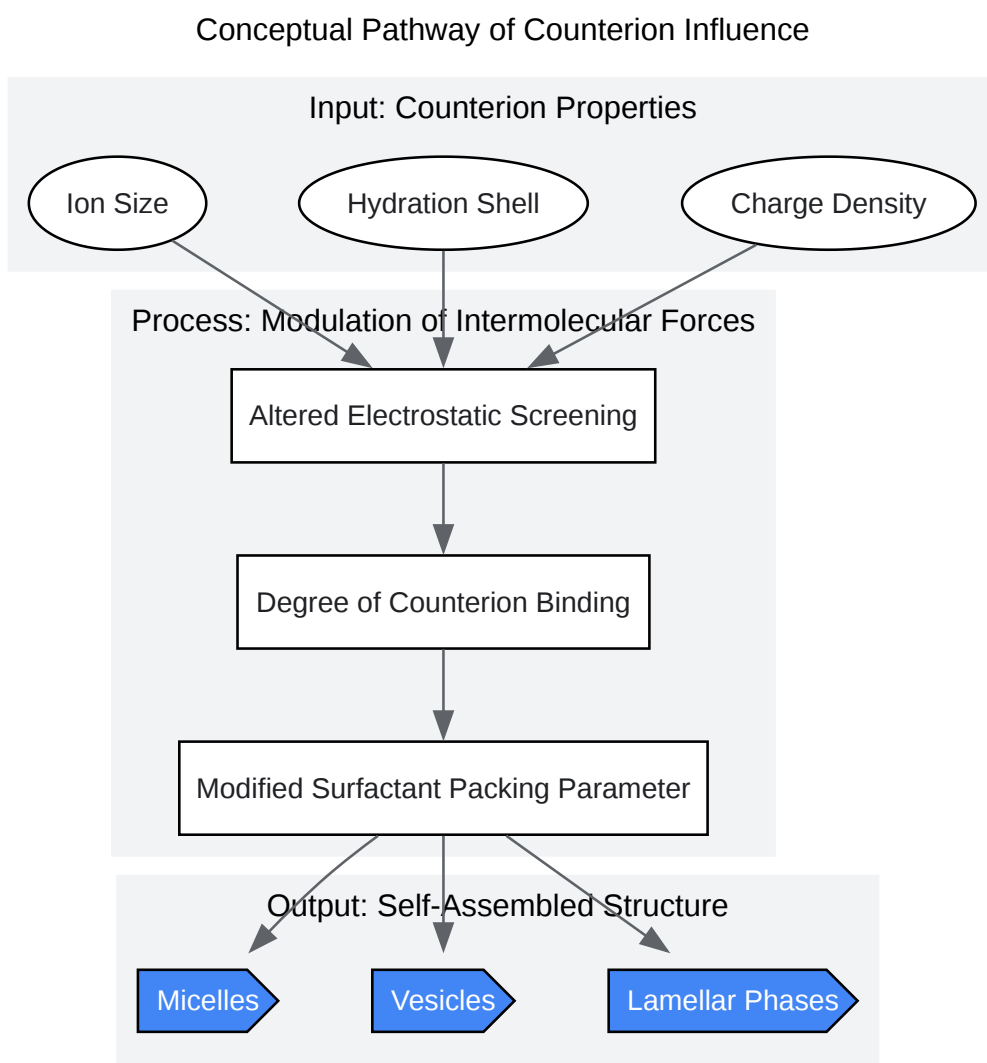 Conceptual Pathway of Counterion Influence
Input: Counterion Properties
Ion Size
Hydration Shell
Charge Density
Process: Modulation of Intermolecular Forces
Altered Electrostatic Screening
Degree of Counterion Binding
Modified Surfactant Packing Parameter
Output: Self-Assembled Structure
Micelles
Vesicles
Lamellar Phases